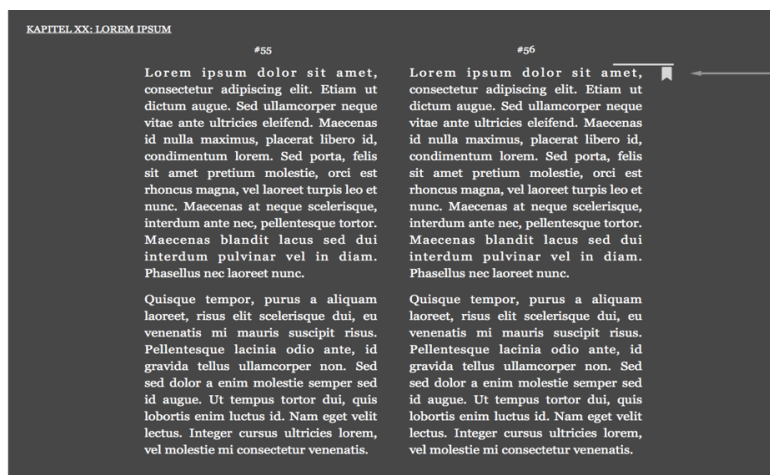 KAPITEL XX: LOREM IPSUM
#55
Lorem ipsum dolor sit amet,
consectetur adipiscing elit. Etiam ut
dictum augue. Sed ullamcorper neque
vitae ante ultricies eleifend. Maecenas
id nulla maximus, placerat libero id,
condimentum lorem. Sed porta, felis
sit amet pretium molestie, orci est
rhoncus magna, vel laoreet turpis leo et
nunc. Maecenas at neque scelerisque,
interdum ante nec, pellentesque tortor.
Maecenas blandit lacus sed dui
interdum pulvinar vel in diam.
Phasellus nec laoreet nunc.
Quisque tempor, purus a aliquam
laoreet, risus elit scelerisque dui, eu
venenatis mi mauris suscipit risus.
Pellentesque lacinia odio ante, id
gravida tellus ullamcorper non. Sed
sed dolor a enim molestie semper sed
id augue. Ut tempus tortor dui, quis
lobortis enim luctus id. Nam eget velit
lectus. Integer cursus ultricies lorem,
vel molestie mi consectetur venenatis.
#56
Lorem ipsum dolor sit amet,
consectetur adipiscing elit. Etiam ut
dictum augue. Sed ullamcorper neque
vitae ante ultricies eleifend. Maecenas
id nulla maximus, placerat libero id,
condimentum lorem. Sed porta, felis
sit amet pretium molestie, orci est
rhoncus magna, vel laoreet turpis leo et
nunc. Maecenas at neque scelerisque,
interdum ante nec, pellentesque tortor.
Maecenas blandit lacus sed dui
interdum pulvinar vel in diam.
Phasellus nec laoreet nunc.
Quisque tempor, purus a aliquam
laoreet, risus elit scelerisque dui, eu
venenatis mi mauris suscipit risus.
Pellentesque lacinia odio ante, id
gravida tellus ullamcorper non. Sed
sed dolor a enim molestie semper sed
id augue. Ut tempus tortor dui, quis
lobortis enim luctus id. Nam eget velit
lectus. Integer cursus ultricies lorem,
vel molestie mi consectetur venenatis.